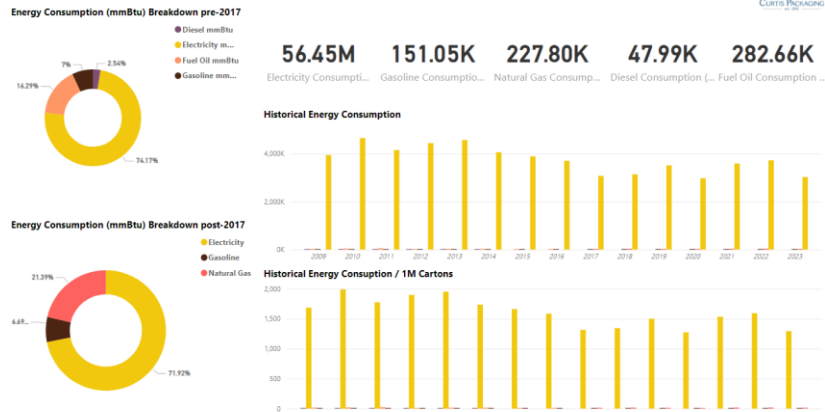 Energy Consumption (mmBtu) Breakdown pre-2017
Diesel mmBtu
Electricity m...
Fuel Oil mmBtu
Gasoline mm...
7%
2.54%
16.29%
74.17%
CURTIS PACKAGING
56.45M
151.05K
227.80K
47.99K
282.66K
Electricity Consumpti...
Gasoline Consumptio...
Natural Gas Consump...
Diesel Consumption (...
Fuel Oil Consumption ...
Historical Energy Consumption
4,000K
2,000K
0K
2009 2010 2011 2012 2013 2014 2015 2016 2017 2018 2019 2020 2021 2022 2023
Energy Consumption (mmBtu) Breakdown post-2017
Electricity
Gasoline
Natural Gas
21.39%
6.69...
71.92%
Historical Energy Consuption / 1M Cartons
2,000
1,500
1,000
500
0